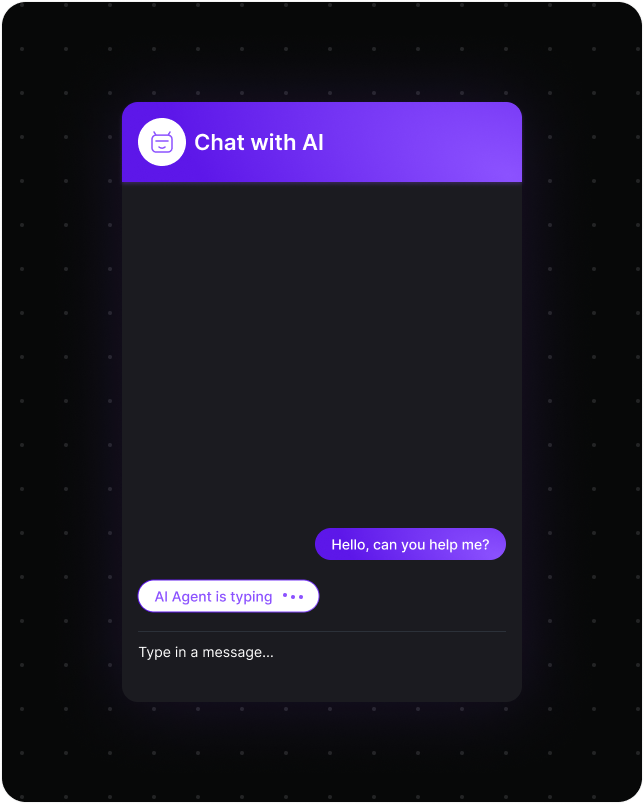 Chat with AI
Hello, can you help me?
AI Agent is typing
Type in a message...